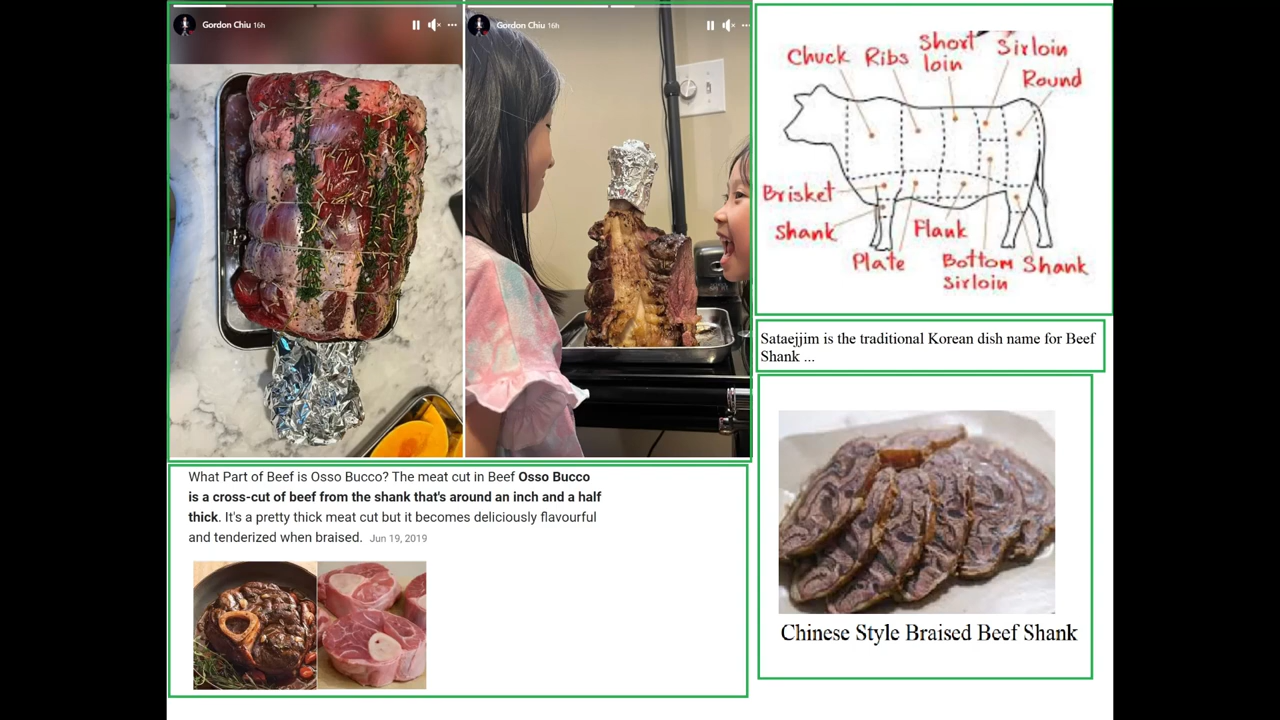 Gordon Chiu 16h
Gordon Chiu 16h
What Part of Beef is Osso Bucco? The meat cut in Beef Osso Bucco
is a cross-cut of beef from the shank that's around an inch and a half
thick. It's a pretty thick meat cut but it becomes deliciously flavourful
and tenderized when braised. Jun 19, 2019
Chuck Ribs Short loin Sirloin
Round
Brisket
Shank
Flank
Plate
Bottom Sirloin
Shank
Sataejjim is the traditional Korean dish name for Beef
Shank ...
Chinese Style Braised Beef Shank